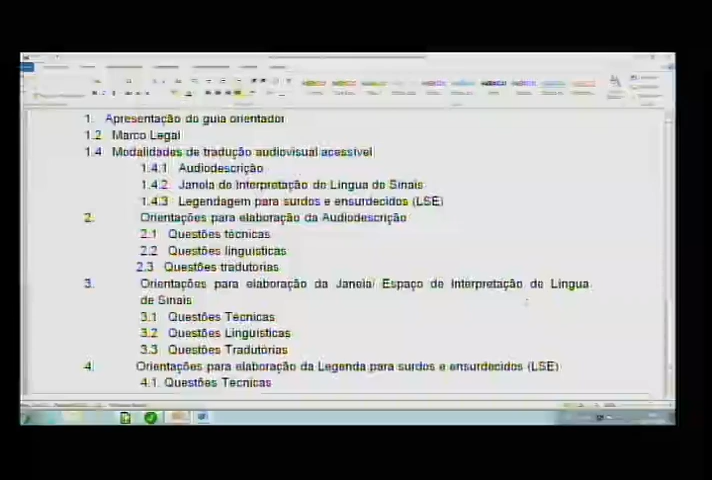 1. Apresentação do guia orientador
1.2 Marco Legal
1.4 Modalidades de tradução audiovisual acessível
1.4.1 Audiodescrição
1.4.2 Janela de Interpretação de Língua de Sinais
1.4.3 Legendagem para surdos e ensurdecidos (LSE)
2. Orientações para elaboração da Audiodescrição
2.1 Questões técnicas
2.2 Questões linguísticas
2.3 Questões tradutórias
3. Orientações para elaboração da Janela/ Espaço de Interpretação de Língua
de Sinais
3.1 Questões Técnicas
3.2 Questões Linguísticas
3.3 Questões Tradutórias
4. Orientações para elaboração da Legenda para surdos e ensurdecidos (LSE)
4.1. Questões Técnicas